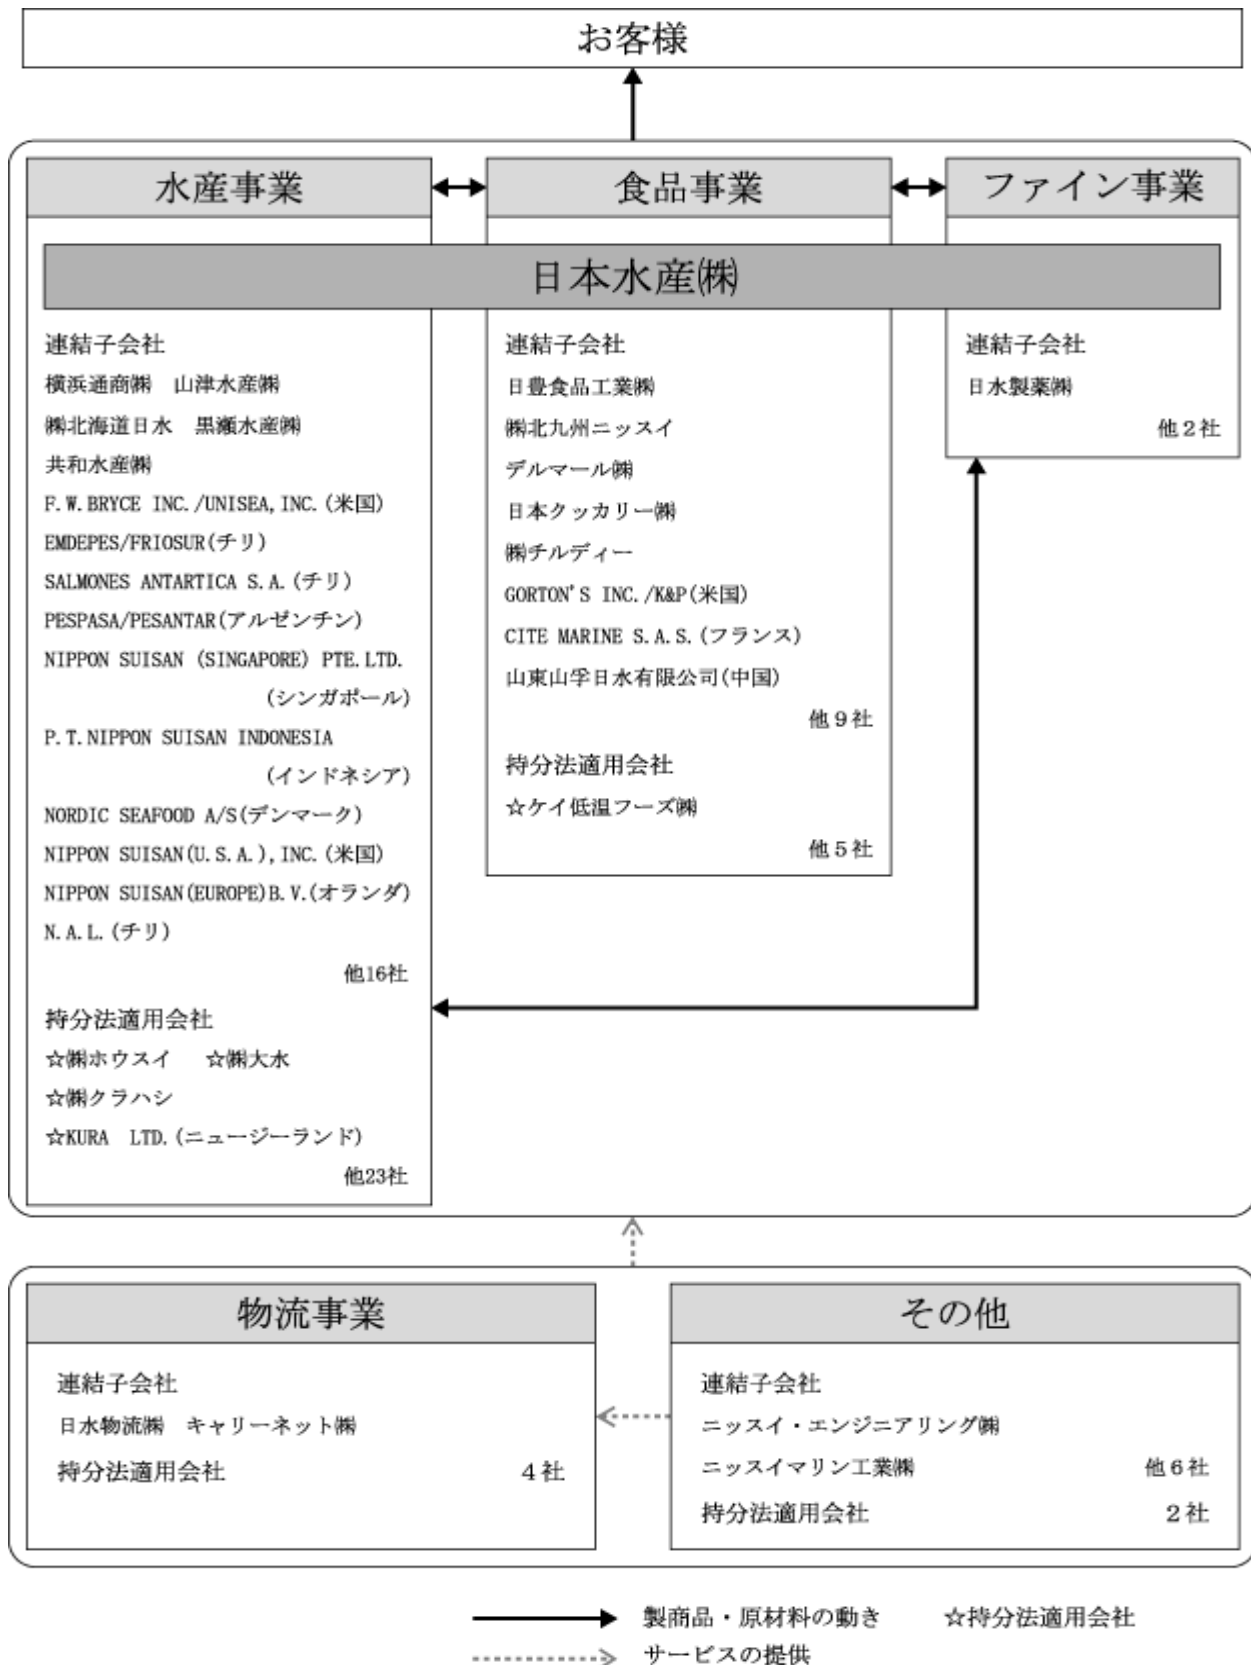 お客様
水産事業
食品事業
ファイン事業
日本水産㈱
連結子会社
横浜通商㈱　山津水産㈱
㈱北海道日水　黒瀬水産㈱
共和水産㈱
F.W.BRYCE INC./UNISEA,INC.(米国)
EMDEPES/FRIOSUR(チリ)
SALMONES ANTARTICA S.A.(チリ)
PESPASA/PESANTAR(アルゼンチン)
NIPPON SUISAN (SINGAPORE) PTE.LTD.
(シンガポール)
P.T.NIPPON SUISAN INDONESIA
(インドネシア)
NORDIC SEAFOOD A/S(デンマーク)
NIPPON SUISAN(U.S.A.),INC.(米国)
NIPPON SUISAN(EUROPE)B.V.(オランダ)
N.A.L.(チリ)
他16社
持分法適用会社
☆㈱ホウスイ　☆㈱大水
☆㈱クラハシ
☆KURA　LTD.(ニュージーランド)
他23社
連結子会社
日豊食品工業㈱
㈱北九州ニッスイ
デルマール㈱
日本クッカリー㈱
㈱チルディー
GORTON'S INC./K&P(米国)
CITE MARINE S.A.S.(フランス)
山東山孚日水有限公司(中国)
他９社
持分法適用会社
☆ケイ低温フーズ㈱
他５社
連結子会社
日水製薬㈱
他２社
物流事業
連結子会社
日水物流㈱　キャリーネット㈱
持分法適用会社　４社
その他
連結子会社
ニッスイ・エンジニアリング㈱
ニッスイマリン工業㈱　他６社
持分法適用会社　２社
製商品・原材料の動き　☆持分法適用会社
サービスの提供